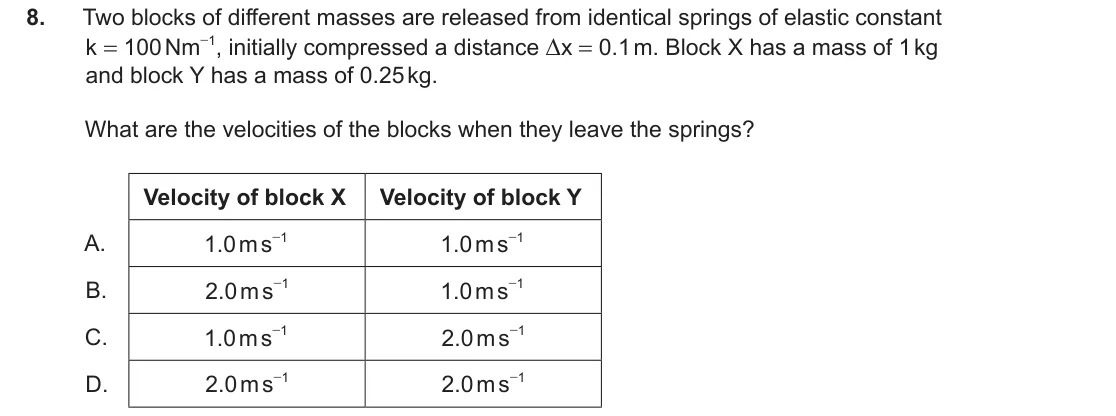 8. Two blocks of different masses are released from identical springs of elastic constant
k = 100 Nm⁻¹, initially compressed a distance Δx = 0.1 m. Block X has a mass of 1 kg
and block Y has a mass of 0.25 kg.
What are the velocities of the blocks when they leave the springs?
Velocity of block X Velocity of block Y
A. 1.0 m s⁻¹ 1.0 m s⁻¹
B. 2.0 m s⁻¹ 1.0 m s⁻¹
C. 1.0 m s⁻¹ 2.0 m s⁻¹
D. 2.0 m s⁻¹ 2.0 m s⁻¹